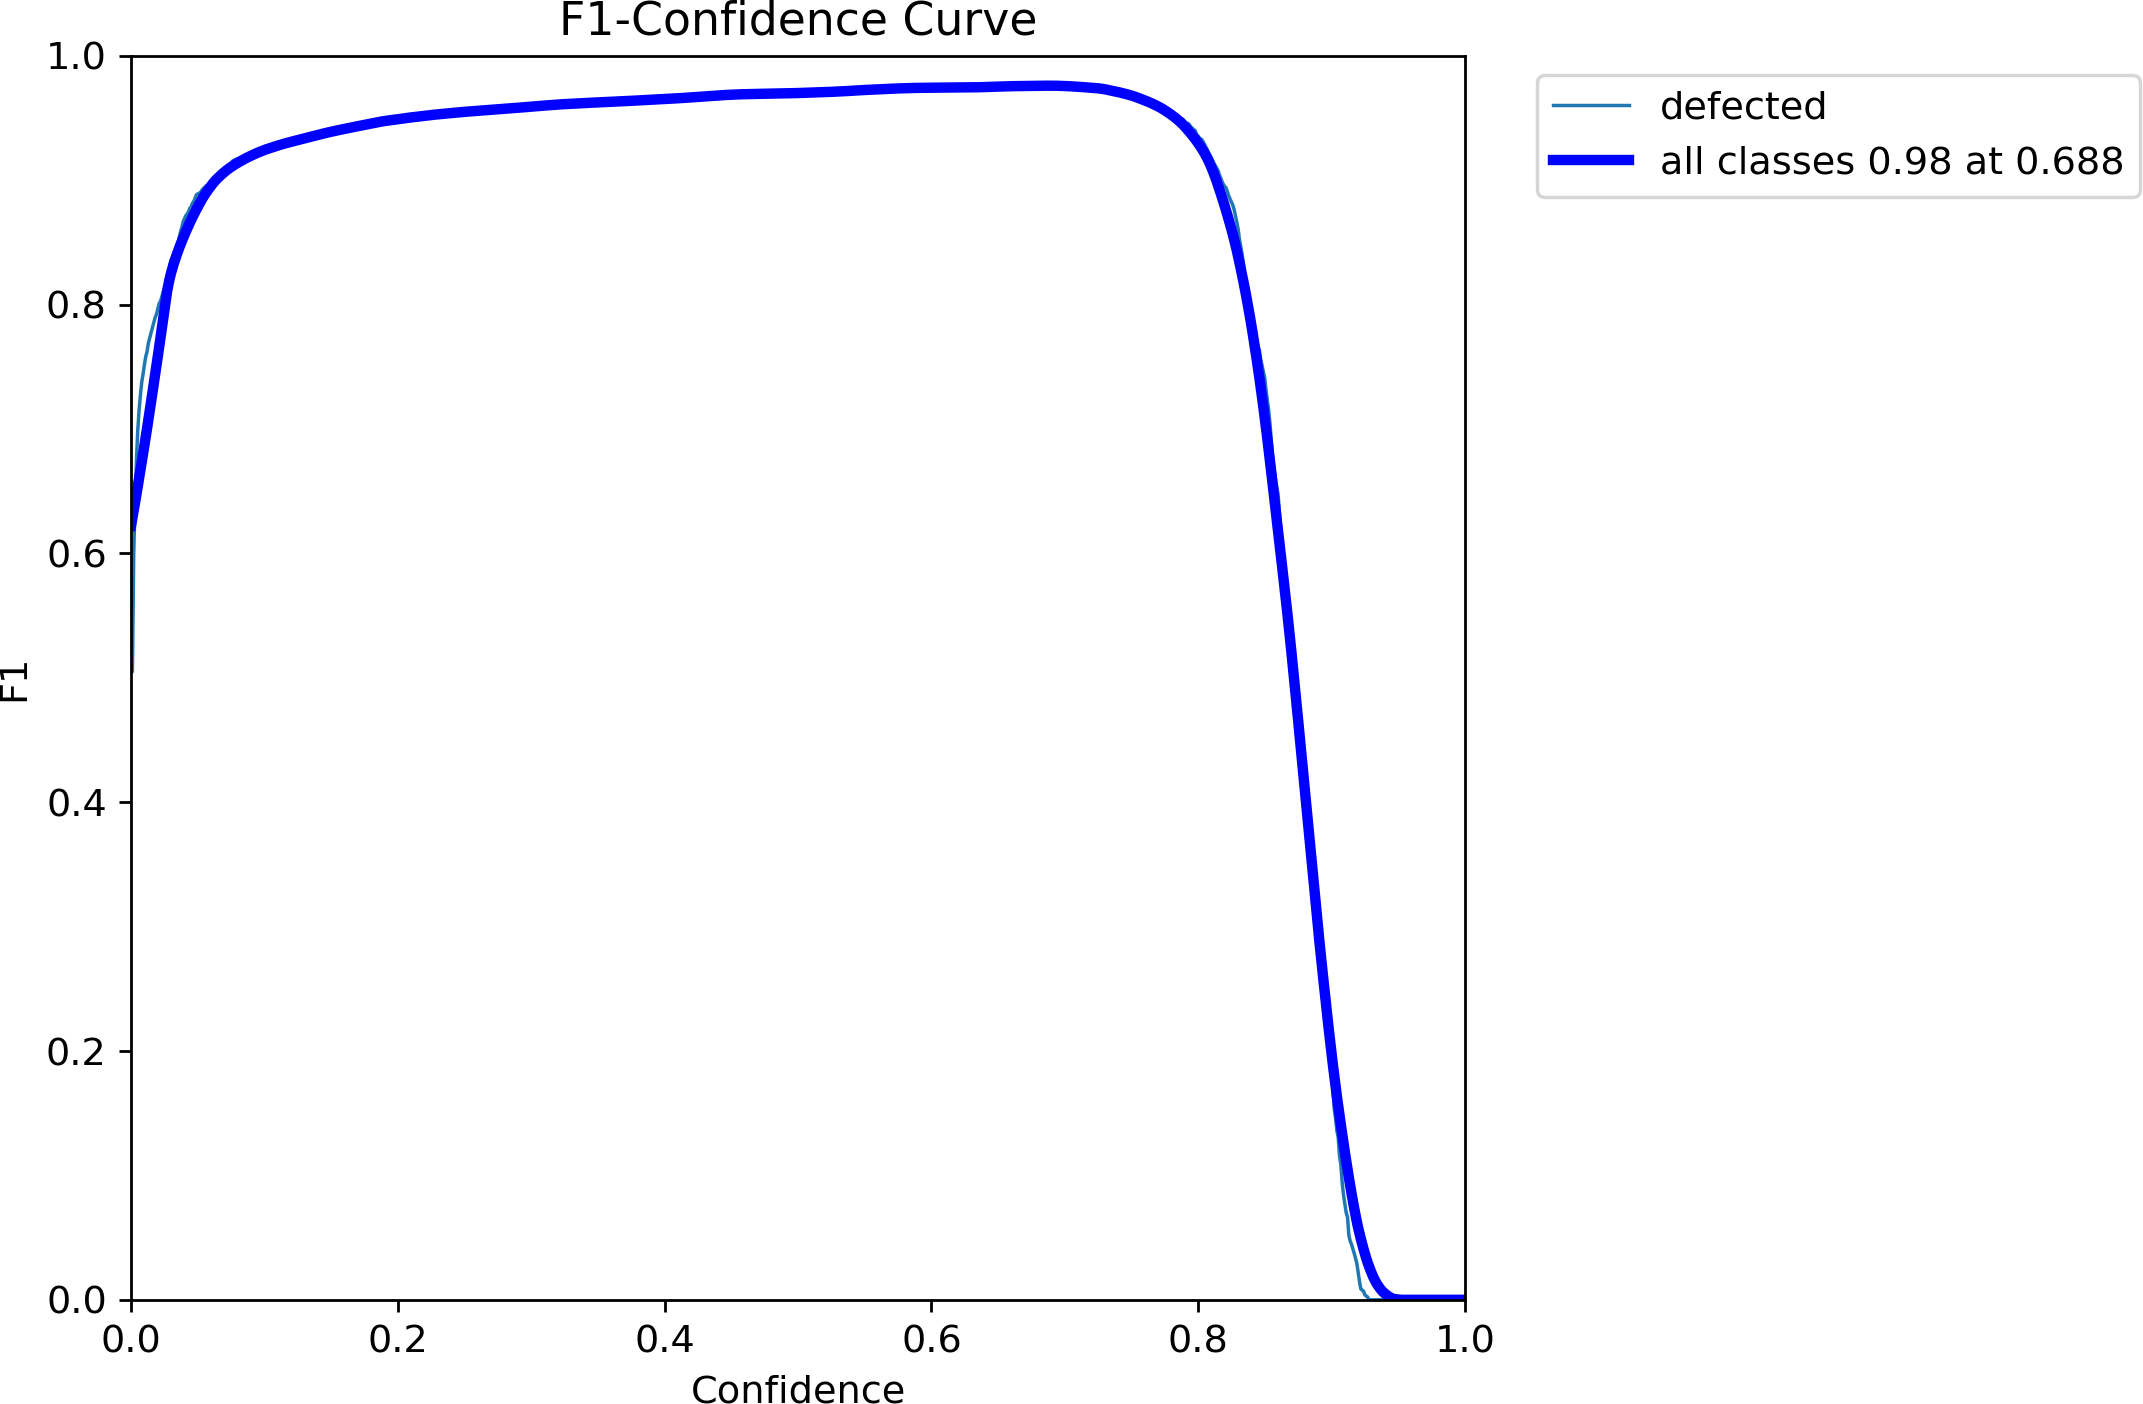 F1-Confidence Curve
1.0
0.8
0.6
0.4
0.2
0.0
F1
0.0 0.2 0.4 0.6 0.8 1.0
Confidence
defected
all classes 0.98 at 0.688